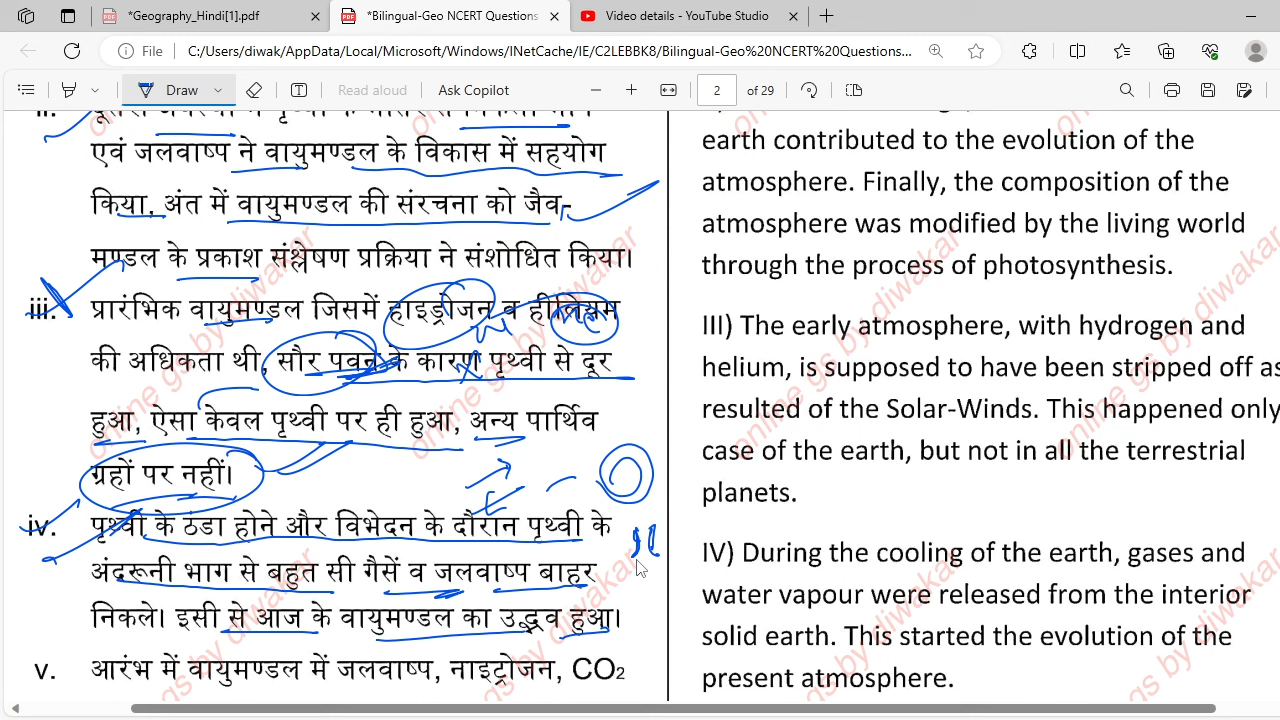 *Geography_Hindi[1].pdf
*Bilingual-Geo NCERT Questions
Video details - YouTube Studio
File
C:/Users/diwak/AppData/Local/Microsoft/Windows/INetCache/IE/C2LEBBK8/Bilingual-Geo%20NCERT%20Questions...
Draw
Read aloud
Ask Copilot
2
of 29
एवं जलवाष्प ने वायुमण्डल के विकास में सहयोग
किया, अंत में वायुमण्डल की संरचना को जैव-
मण्डल के प्रकाश संश्लेषण प्रक्रिया ने संशोधित किया।
iii. प्रारंभिक वायुमण्डल जिसमें हाइड्रोजन व हीलियम
की अधिकता थी, सौर पवन के कारण पृथ्वी से दूर
हुआ, ऐसा केवल पृथ्वी पर ही हुआ, अन्य पार्थिव
ग्रहों पर नहीं।
iv. पृथ्वी के ठंडा होने और विभेदन के दौरान पृथ्वी के
अंदरूनी भाग से बहुत सी गैसें व जलवाष्प बाहर
निकले। इसी से आज के वायुमण्डल का उद्भव हुआ।
v. आरंभ में वायुमण्डल में जलवाष्प, नाइट्रोजन, CO2
earth contributed to the evolution of the
atmosphere. Finally, the composition of the
atmosphere was modified by the living world
through the process of photosynthesis.
III) The early atmosphere, with hydrogen and
helium, is supposed to have been stripped off as
resulted of the Solar-Winds. This happened only
case of the earth, but not in all the terrestrial
planets.
IV) During the cooling of the earth, gases and
water vapour were released from the interior
solid earth. This started the evolution of the
present atmosphere.
online gs by diwakar